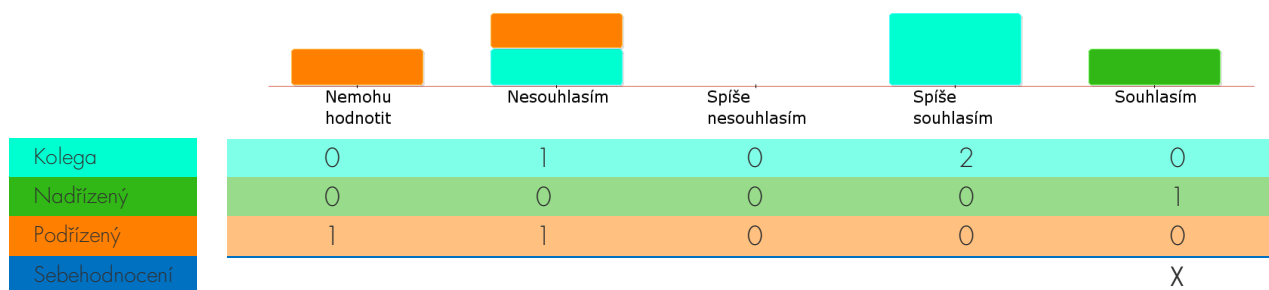 Nemohu
hodnotit
Nesouhlasím
Spíše
nesouhlasím
Spíše
souhlasím
Souhlasím
Kolega 0 1 0 2 0
Nadřízený 0 0 0 0 1
Podřízený 1 1 0 0 0
Sebehodnocení X